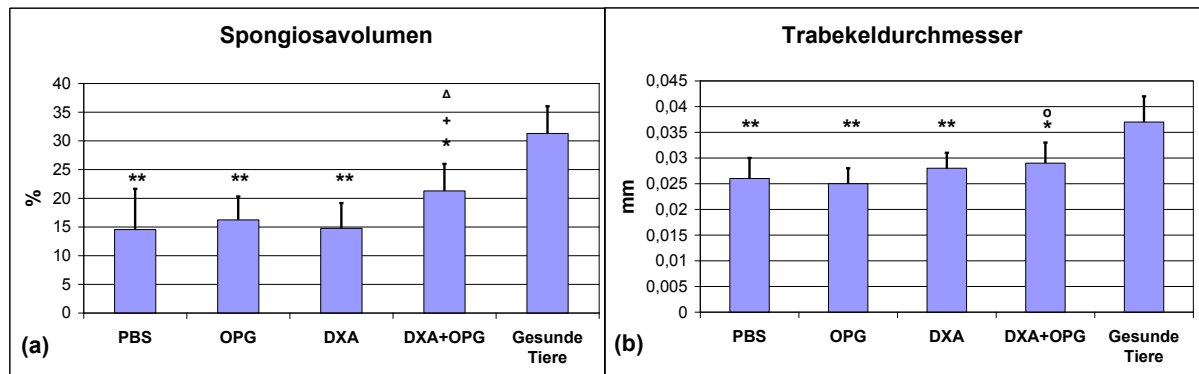 Spongiosavolumen
40
35
30
25
20
15
10
5
0
%
**
**
**
Δ
+
*
PBS
OPG
DXA
DXA+OPG
Gesunde
Tiere
(a)
Trabekeldurchmesser
0,045
0,04
0,035
0,03
0,025
0,02
0,015
0,01
0,005
0
mm
**
**
**
o
*
PBS
OPG
DXA
DXA+OPG
Gesunde
Tiere
(b)